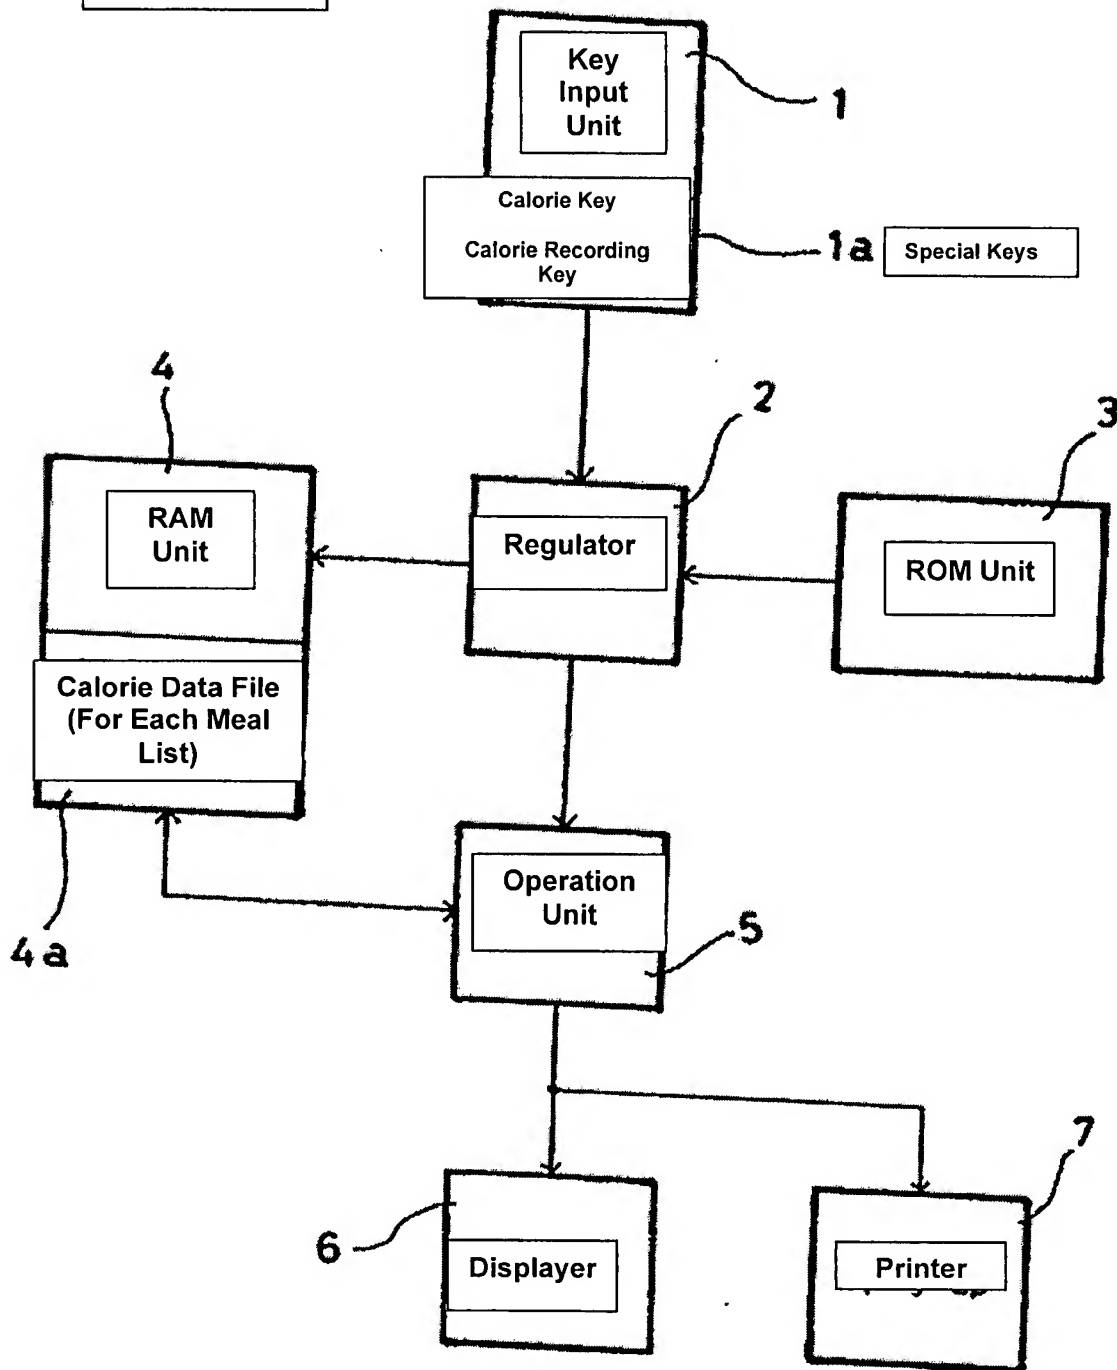 Key
Input
Unit
1
Calorie Key
Calorie Recording
Key
1a
Special Keys
4
2
3
RAM
Unit
Regulator
ROM Unit
Calorie Data File
(For Each Meal
List)
4a
Operation
Unit
5
7
6
Displayer
Printer